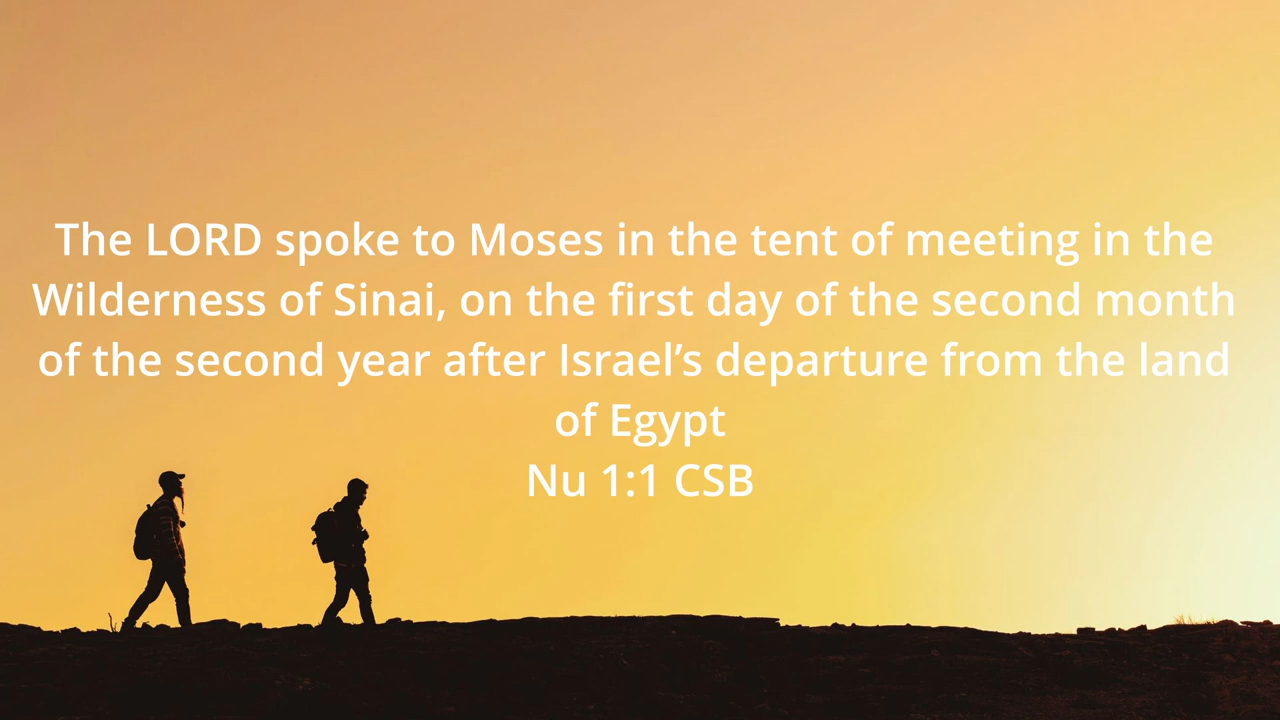 The LORD spoke to Moses in the tent of meeting in the
Wilderness of Sinai, on the first day of the second month
of the second year after Israel’s departure from the land
of Egypt
Nu 1:1 CSB